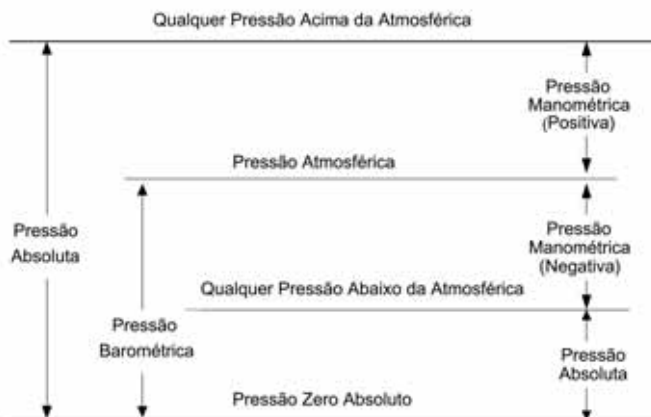 Qualquer Pressão Acima da Atmosférica
Pressão
Manométrica
(Positiva)
Pressão Atmosférica
Pressão
Absoluta
Pressão
Manométrica
(Negativa)
Qualquer Pressão Abaixo da Atmosférica
Pressão
Barométrica
Pressão
Absoluta
Pressão Zero Absoluto